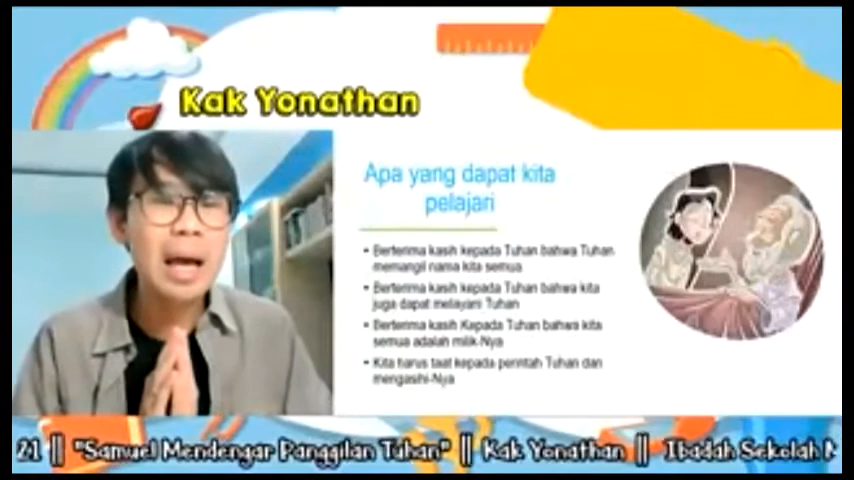 Kak Yonathan
Apa yang dapat kita
pelajari
• Berterima kasih kepada Tuhan bahwa Tuhan
memangil nama kita semua
• Berterima kasih kepada Tuhan bahwa kita
juga dapat melayani Tuhan
• Berterima kasih Kepada Tuhan bahwa kita
semua adalah milik-Nya
• Kita harus taat kepada perintah Tuhan dan
mengasihi-Nya
21 || "Samuel Mendengar Panggilan Tuhan" || Kak Yonathan || Ibadah Sekolah